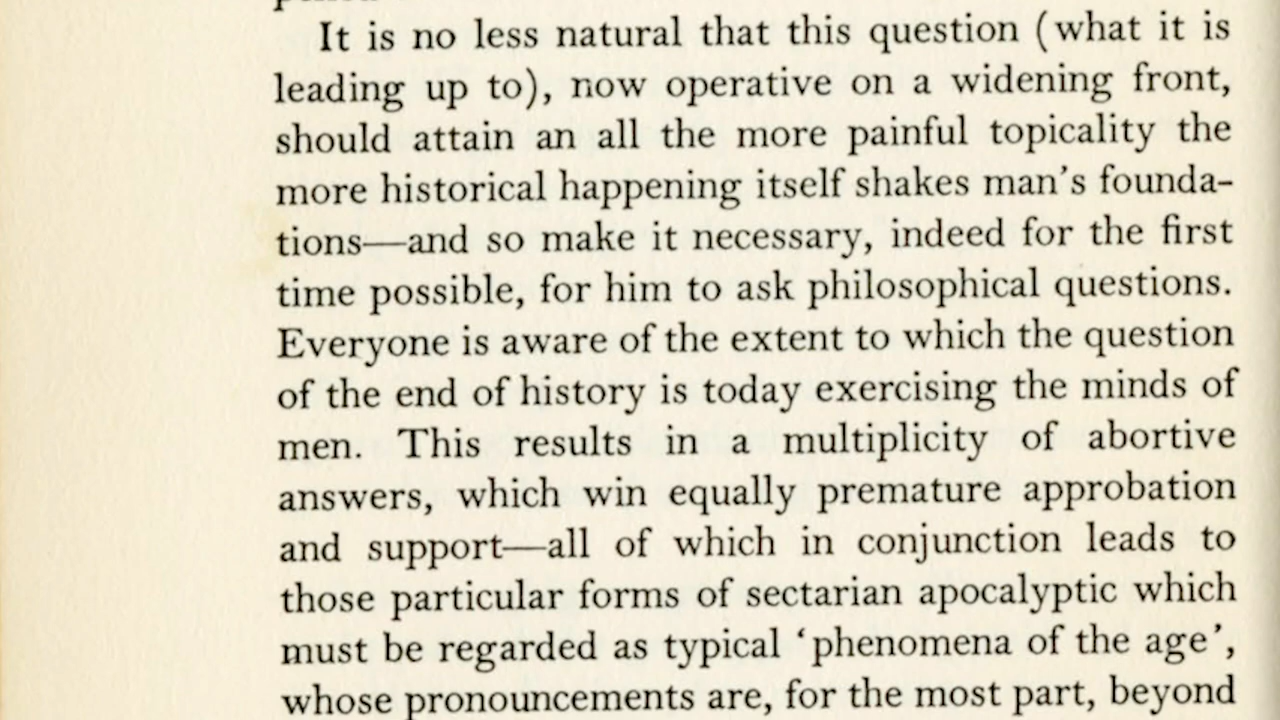 It is no less natural that this question (what it is
leading up to), now operative on a widening front,
should attain an all the more painful topicality the
more historical happening itself shakes man's founda-
tions—and so make it necessary, indeed for the first
time possible, for him to ask philosophical questions.
Everyone is aware of the extent to which the question
of the end of history is today exercising the minds of
men. This results in a multiplicity of abortive
answers, which win equally premature approbation
and support—all of which in conjunction leads to
those particular forms of sectarian apocalyptic which
must be regarded as typical ‘phenomena of the age’,
whose pronouncements are, for the most part, beyond